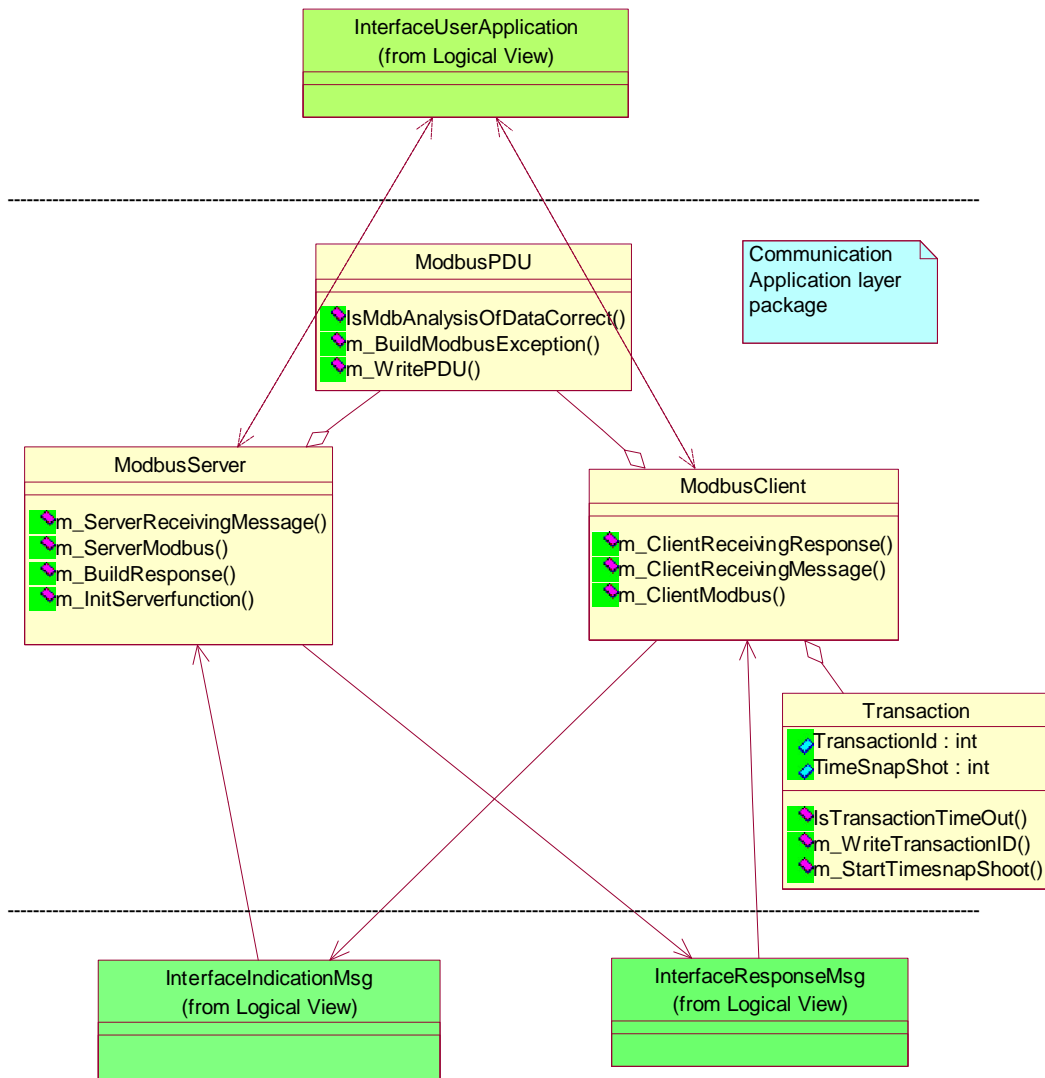 InterfaceUserApplication
(from Logical View)
ModbusPDU
IsMdbAnalysisOfDataCorrect()
m_BuildModbusException()
m_WritePDU()
Communication
Application layer
package
ModbusServer
m_ServerReceivingMessage()
m_ServerModbus()
m_BuildResponse()
m_InitServerfunction()
ModbusClient
m_ClientReceivingResponse()
m_ClientReceivingMessage()
m_ClientModbus()
Transaction
TransactionId : int
TimeSnapShot : int
IsTransactionTimeOut()
m_WriteTransactionID()
m_StartTimesnapShoot()
InterfaceIndicationMsg
(from Logical View)
InterfaceResponseMsg
(from Logical View)